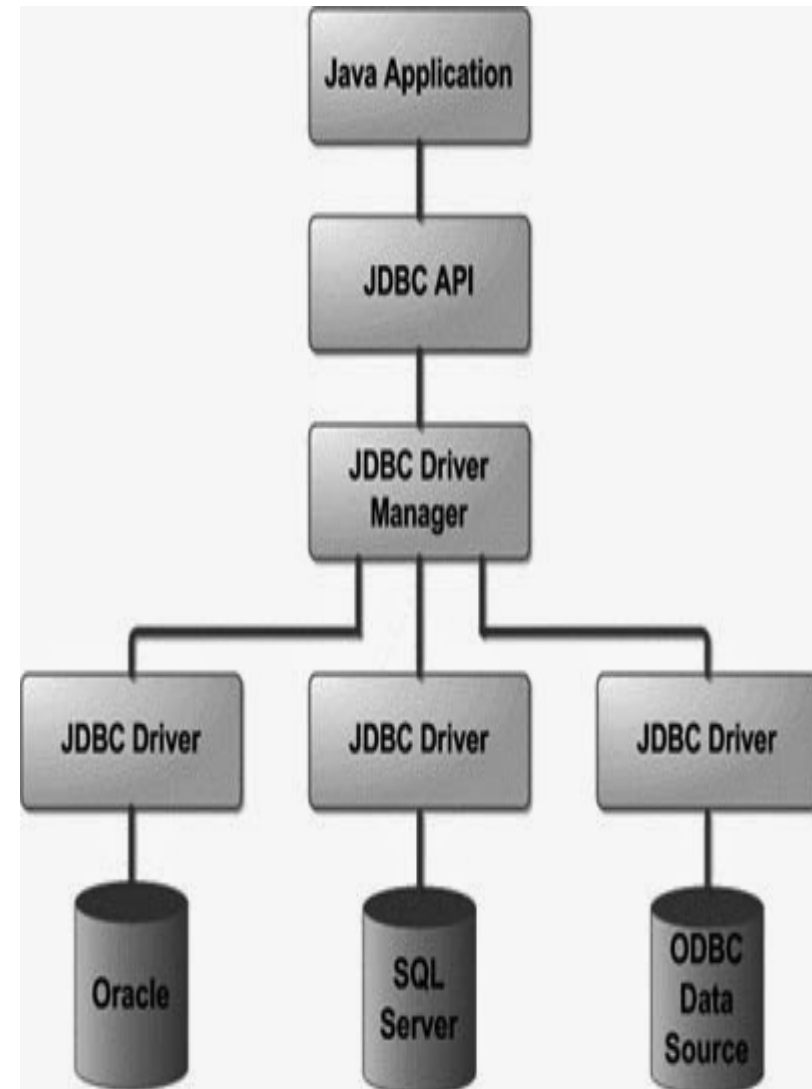 Java Application
JDBC API
JDBC Driver
Manager
JDBC Driver
JDBC Driver
JDBC Driver
Oracle
SQL
Server
ODBC
Data
Source